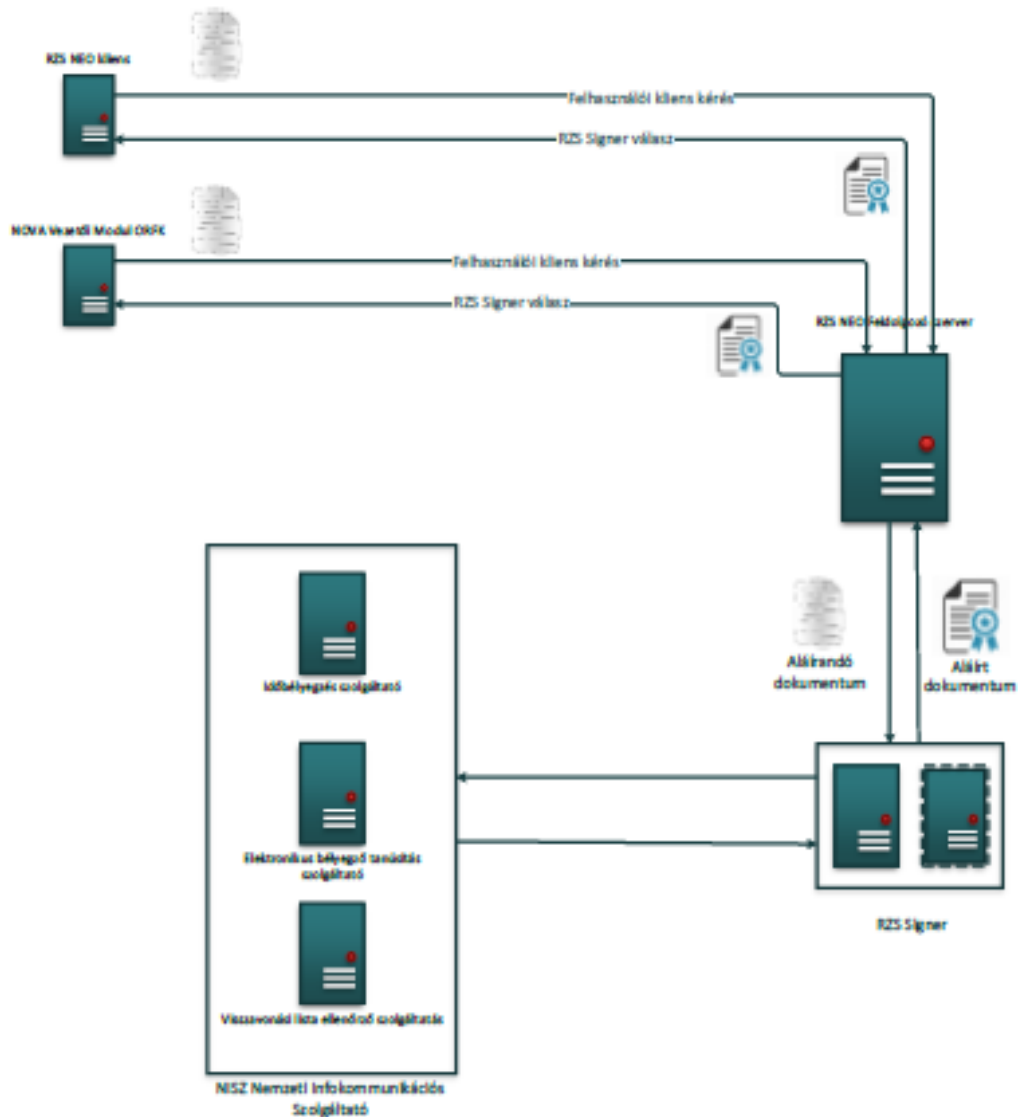 RZS NEO kliens
Felhasználói kliens kérés
RZS Signer válasz
NOVA Vezetői Modul ORFK
Felhasználói kliens kérés
RZS Signer válasz
RZS NEO Feldolgozó szerver
Időbélyegzés szolgáltató
Aláírandó
dokumentum
Aláírt
dokumentum
Elektronikus bélyegző tanúsítás
szolgáltató
RZS Signer
Visszavonási lista ellenőrző szolgáltatás
NISZ Nemzeti Infokommunikációs
Szolgáltató